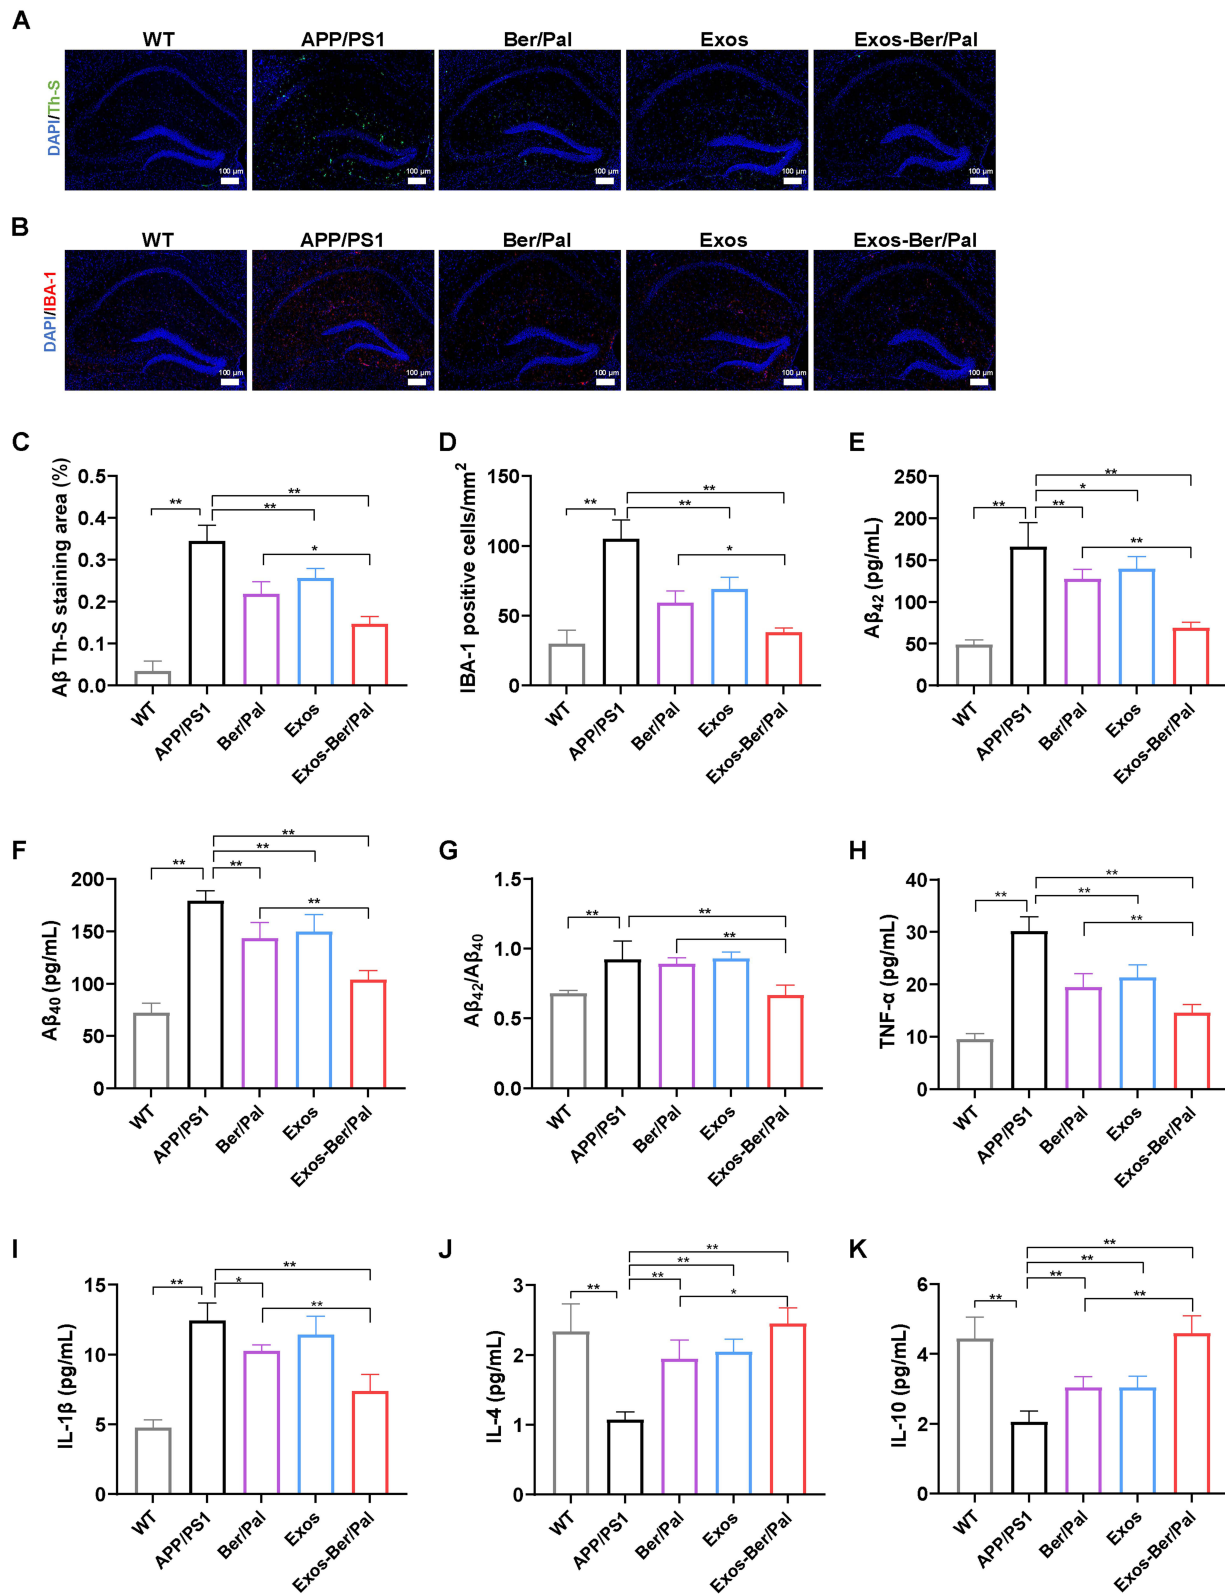 A
WT APP/PS1 Ber/Pal Exos Exos-Ber/Pal
DAPI/Th-S
100 µm 100 µm 100 µm 100 µm 100 µm
B
WT APP/PS1 Ber/Pal Exos Exos-Ber/Pal
DAPI/IBA-1
100 µm 100 µm 100 µm 100 µm 100 µm
C
Aβ Th-S staining area (%)
0.5
0.4
0.3
0.2
0.1
0.0
** ** ** *
WT APP/PS1 Ber/Pal Exos Exos-Ber/Pal
D
IBA-1 positive cells/mm²
150
100
50
0
** ** ** *
WT APP/PS1 Ber/Pal Exos Exos-Ber/Pal
E
Aβ₄₂ (pg/mL)
250
200
150
100
50
0
** ** * ** **
WT APP/PS1 Ber/Pal Exos Exos-Ber/Pal
F
Aβ₄₀ (pg/mL)
200
150
100
50
0
** ** ** ** **
WT APP/PS1 Ber/Pal Exos Exos-Ber/Pal
G
Aβ₄₂/Aβ₄₀
1.5
1.0
0.5
0.0
** ** **
WT APP/PS1 Ber/Pal Exos Exos-Ber/Pal
H
TNF-α (pg/mL)
40
30
20
10
0
** ** ** **
WT APP/PS1 Ber/Pal Exos Exos-Ber/Pal
I
IL-1β (pg/mL)
15
10
5
0
** ** * **
WT APP/PS1 Ber/Pal Exos Exos-Ber/Pal
J
IL-4 (pg/mL)
3
2
1
0
** ** ** ** *
WT APP/PS1 Ber/Pal Exos Exos-Ber/Pal
K
IL-10 (pg/mL)
6
4
2
0
** ** ** ** **
WT APP/PS1 Ber/Pal Exos Exos-Ber/Pal